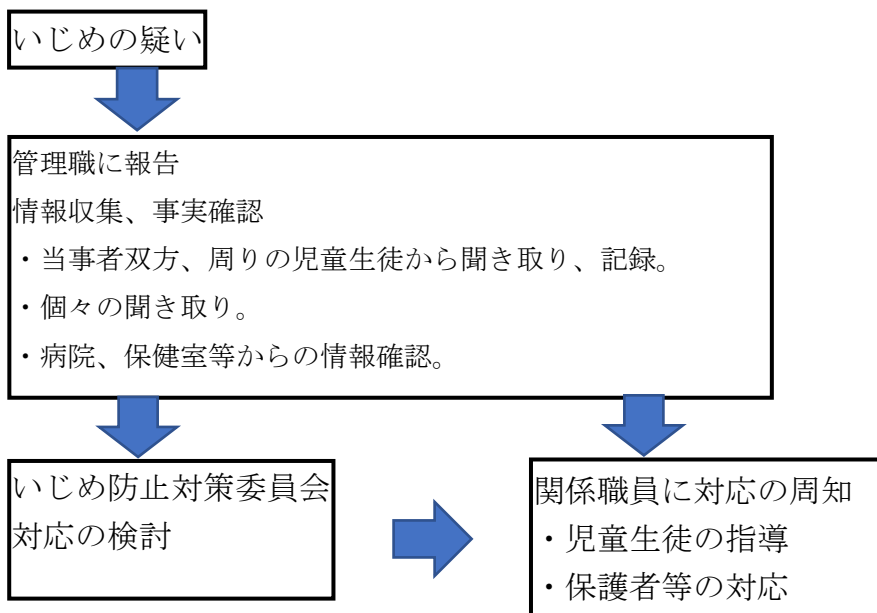 いじめの疑い
管理職に報告
情報収集、事実確認
・当事者双方、周りの児童生徒から聞き取り、記録。
・個々の聞き取り。
・病院、保健室等からの情報確認。
いじめ防止対策委員会
対応の検討
関係職員に対応の周知
・児童生徒の指導
・保護者等の対応